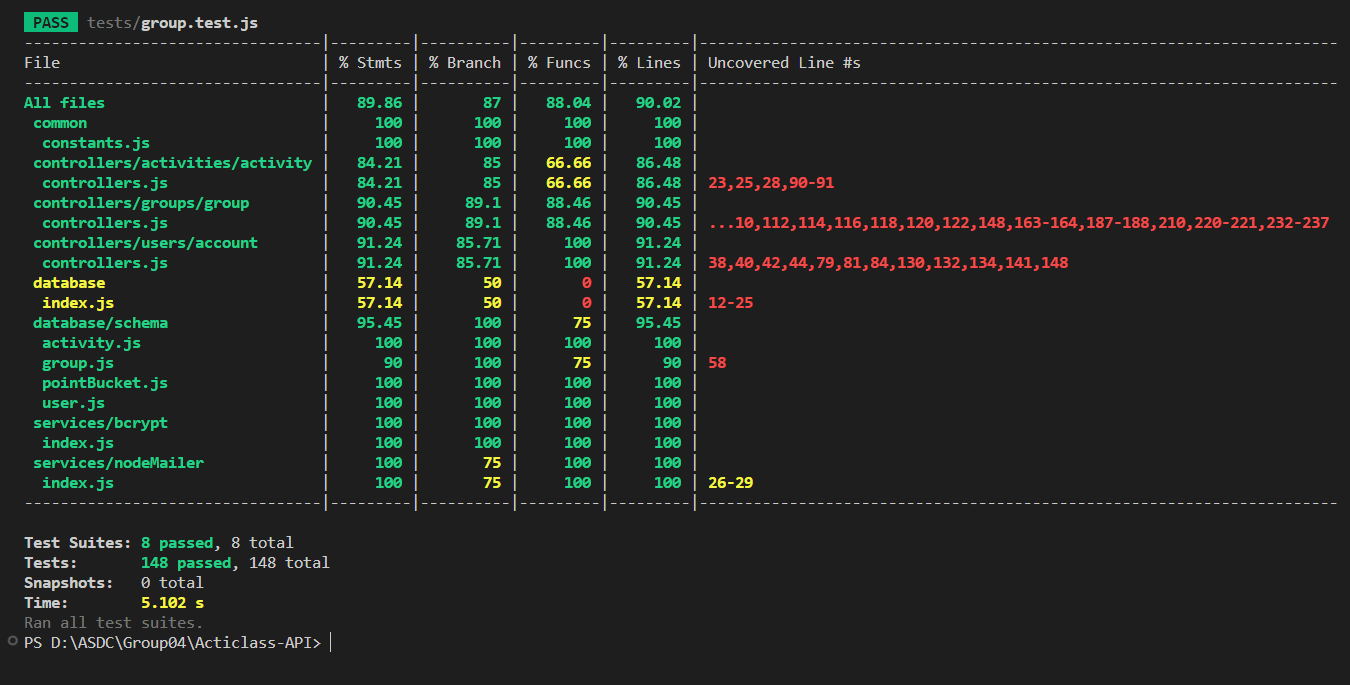 PASS tests/group.test.js
--------------------------------|---------|----------|---------|---------|-----------------------------------------------------------------------
File                            | % Stmts | % Branch | % Funcs | % Lines | Uncovered Line #s
--------------------------------|---------|----------|---------|---------|-----------------------------------------------------------------------
All files                       |   89.86 |       87 |   88.04 |   90.02 |
 common                         |     100 |      100 |     100 |     100 |
  constants.js                  |     100 |      100 |     100 |     100 |
 controllers/activities/activity |   84.21 |       85 |   66.66 |   86.48 |
  controllers.js                |   84.21 |       85 |   66.66 |   86.48 | 23,25,28,90-91
 controllers/groups/group       |   90.45 |     89.1 |   88.46 |   90.45 |
  controllers.js                |   90.45 |     89.1 |   88.46 |   90.45 | ...10,112,114,116,118,120,122,148,163-164,187-188,210,220-221,232-237
 controllers/users/account      |   91.24 |    85.71 |     100 |   91.24 |
  controllers.js                |   91.24 |    85.71 |     100 |   91.24 | 38,40,42,44,79,81,84,130,132,134,141,148
 database                       |   57.14 |       50 |       0 |   57.14 |
  index.js                      |   57.14 |       50 |       0 |   57.14 | 12-25
 database/schema                |   95.45 |      100 |      75 |   95.45 |
  activity.js                   |     100 |      100 |     100 |     100 |
  group.js                      |      90 |      100 |      75 |      90 | 58
  pointBucket.js                |     100 |      100 |     100 |     100 |
  user.js                       |     100 |      100 |     100 |     100 |
 services/bcrypt                |     100 |      100 |     100 |     100 |
  index.js                      |     100 |      100 |     100 |     100 |
 services/nodeMailer            |     100 |       75 |     100 |     100 |
  index.js                      |     100 |       75 |     100 |     100 | 26-29
--------------------------------|---------|----------|---------|---------|-----------------------------------------------------------------------
Test Suites: 8 passed, 8 total
Tests:       148 passed, 148 total
Snapshots:   0 total
Time:        5.102 s
Ran all test suites.
PS D:\ASDC\Group04\Acticlass-API>